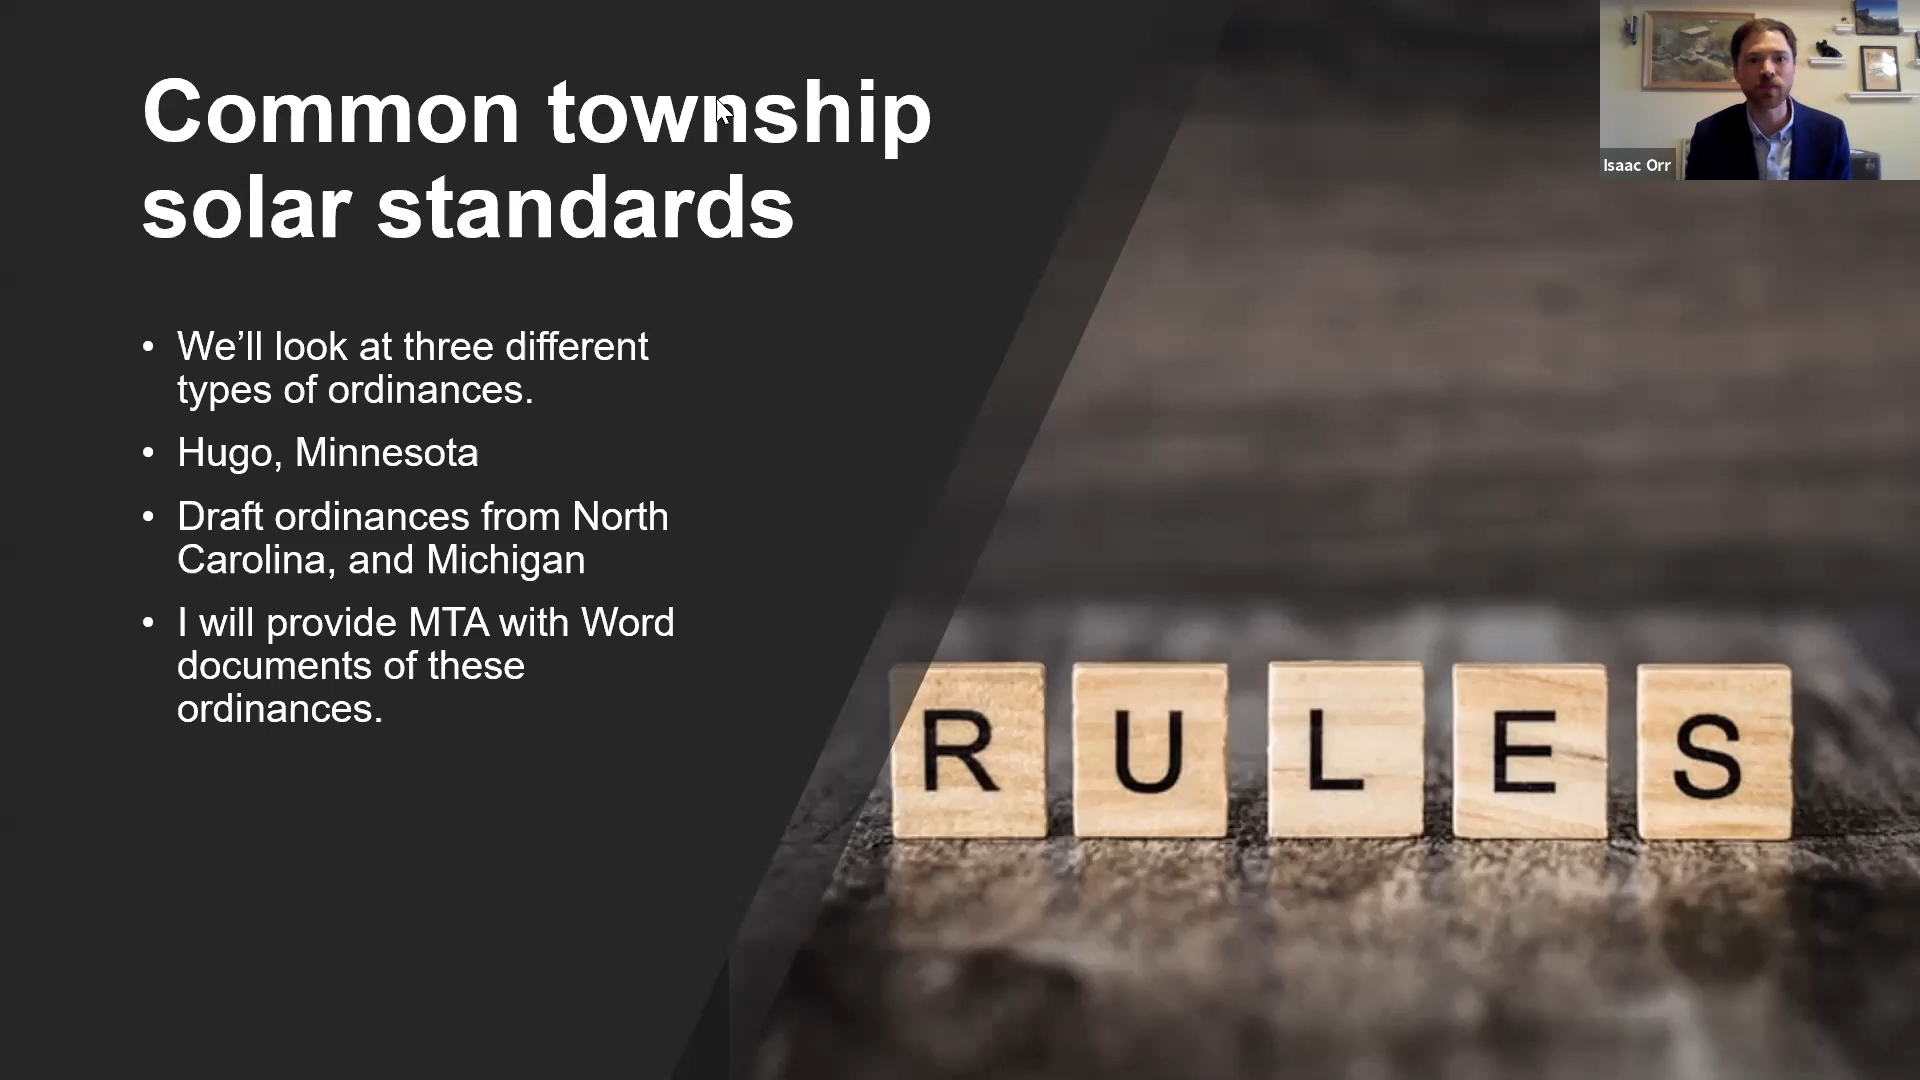 Common township
solar standards
• We’ll look at three different
types of ordinances.
• Hugo, Minnesota
• Draft ordinances from North
Carolina, and Michigan
• I will provide MTA with Word
documents of these
ordinances.
RULES
Isaac Orr